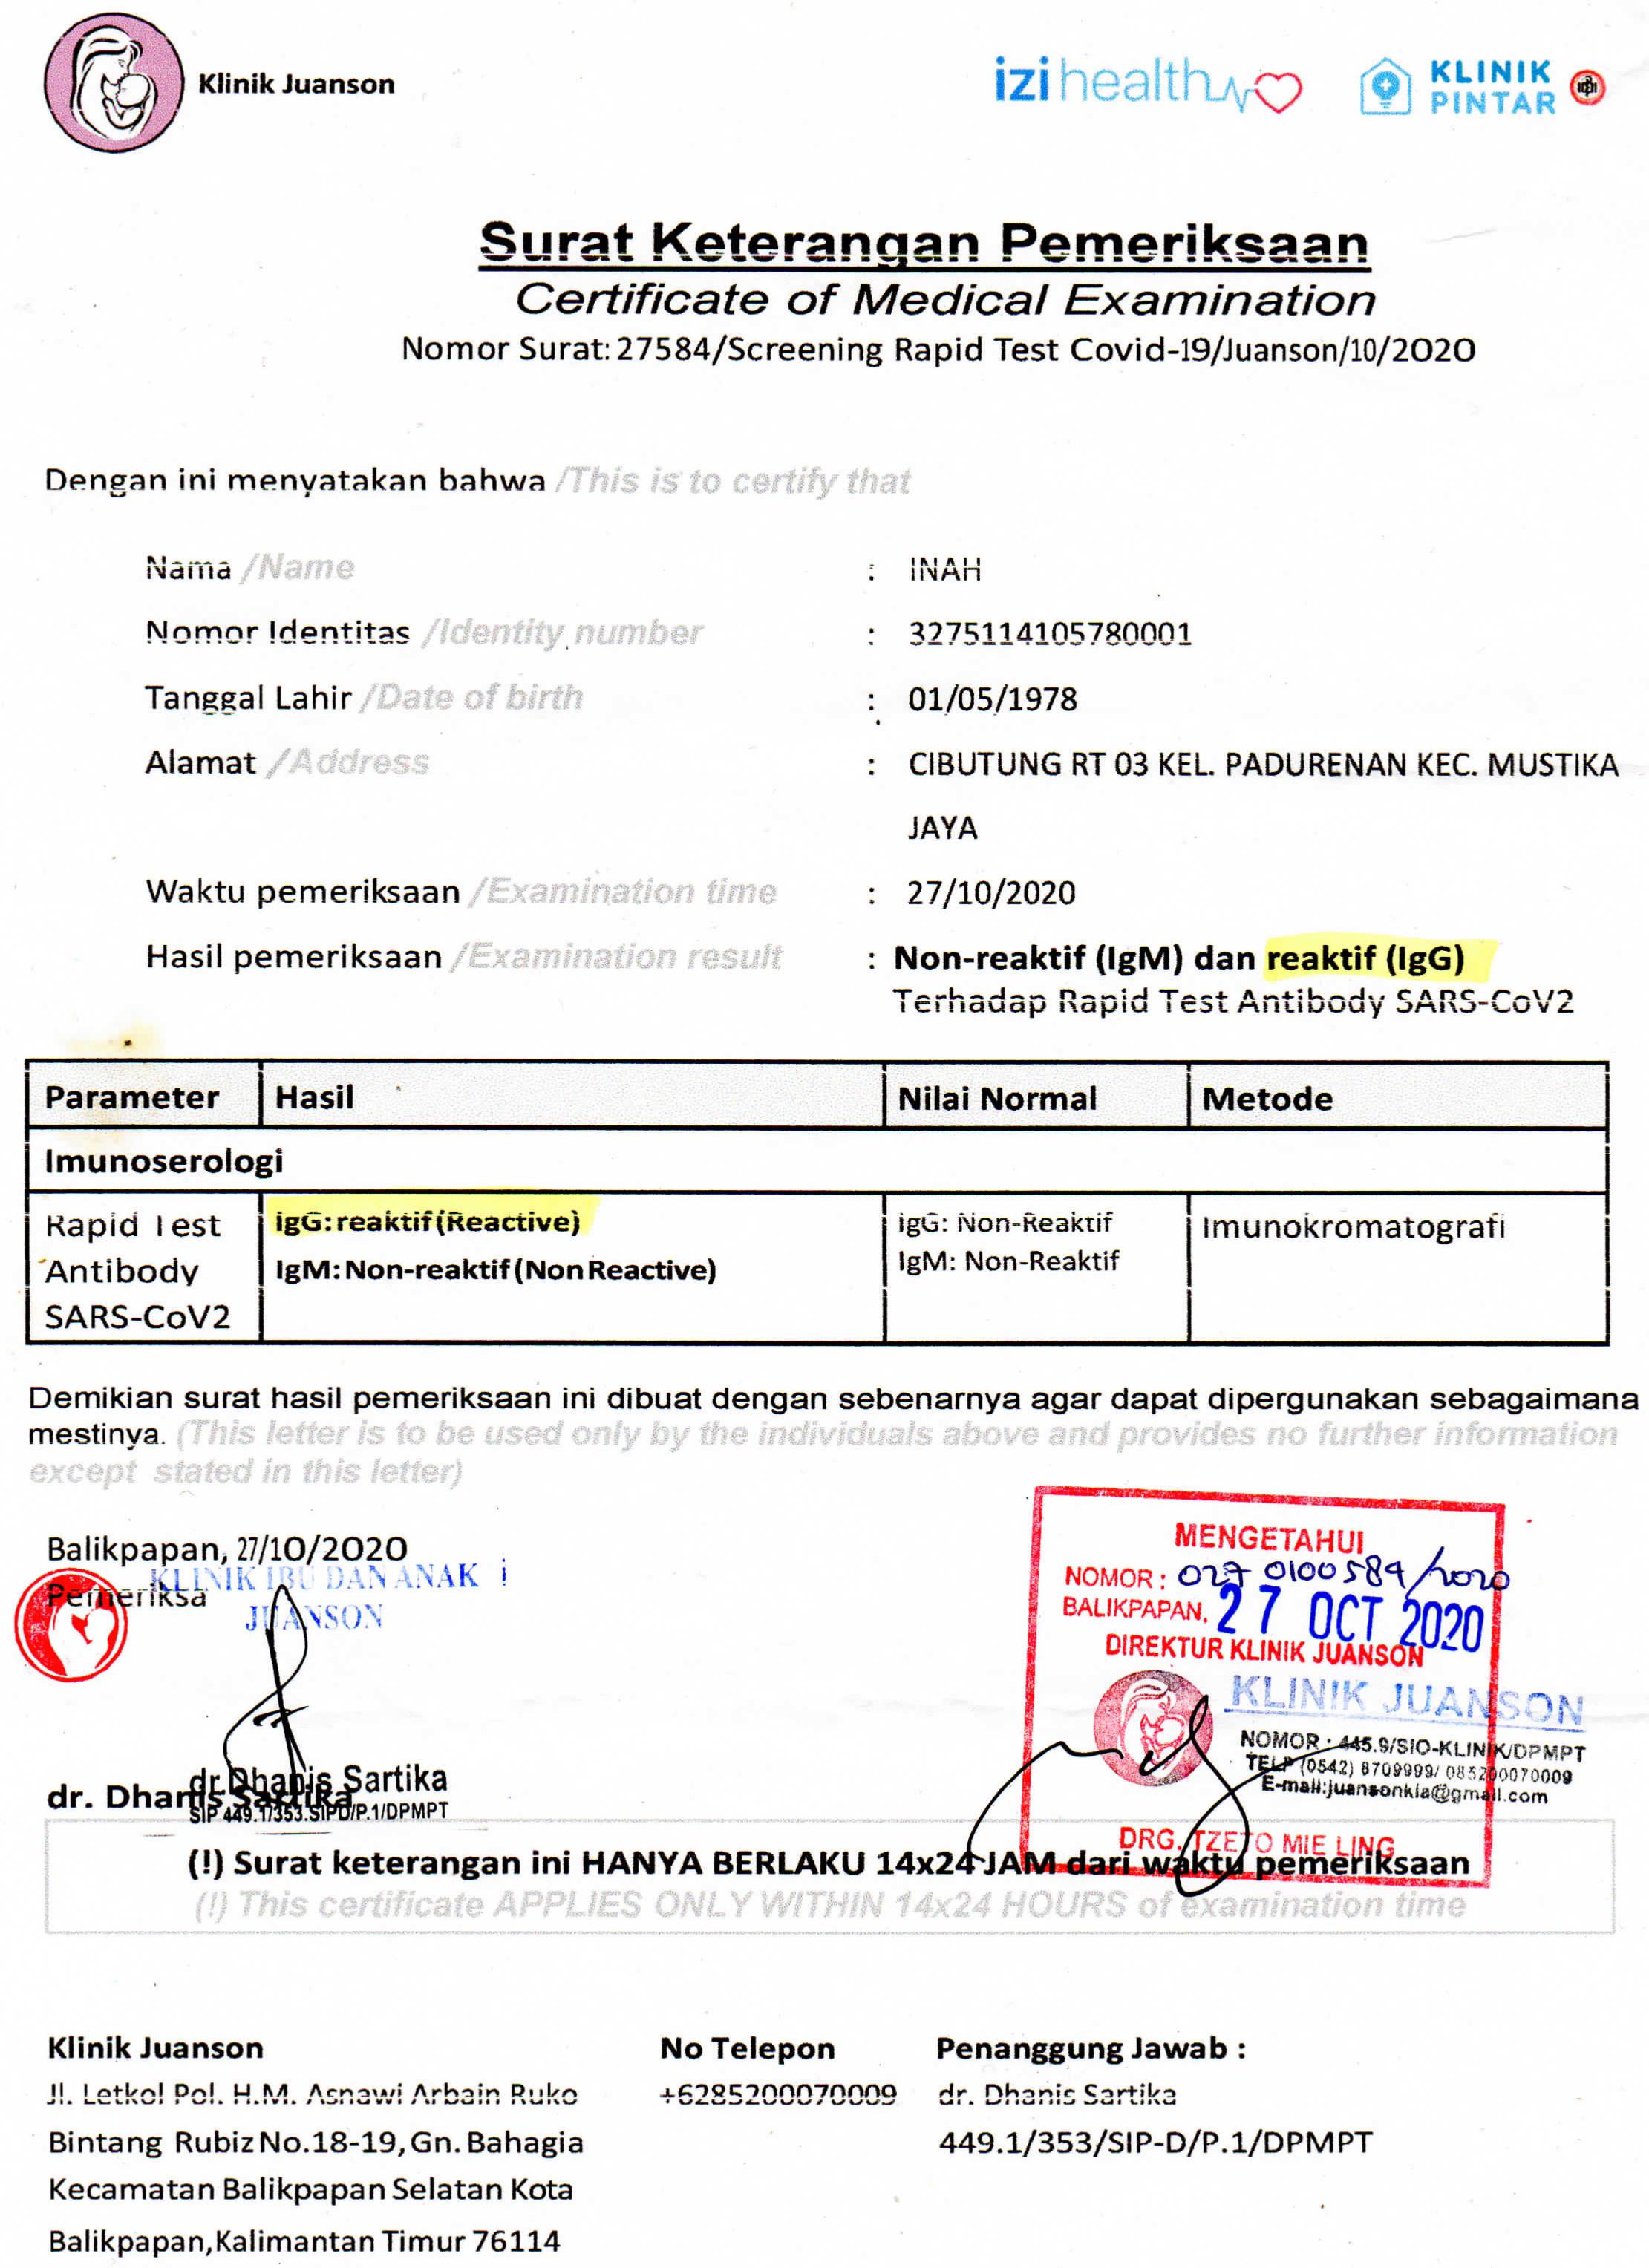 Klinik Juanson
izi health
KLINIK
PINTAR
Surat Keterangan Pemeriksaan
Certificate of Medical Examination
Nomor Surat: 27584/Screening Rapid Test Covid-19/Juanson/10/2020
Dengan ini menyatakan bahwa /This is to certify that
Nama /Name : INAH
Nomor Identitas /Identity number : 3275114105780001
Tanggal Lahir /Date of birth : 01/05/1978
Alamat /Address : CIBUTUNG RT 03 KEL. PADURENAN KEC. MUSTIKA
JAYA
Waktu pemeriksaan /Examination time : 27/10/2020
Hasil pemeriksaan /Examination result : Non-reaktif (IgM) dan reaktif (IgG)
Terhadap Rapid Test Antibody SARS-CoV2
Parameter Hasil Nilai Normal Metode
Imunoserologi
Rapid Test IgG: reaktif (Reactive) IgG: Non-Reaktif Imunokromatografi
Antibody IgM: Non-reaktif (Non Reactive) IgM: Non-Reaktif
SARS-CoV2
Demikian surat hasil pemeriksaan ini dibuat dengan sebenarnya agar dapat dipergunakan sebagaimana
mestinya. (This letter is to be used only by the individuals above and provides no further information
except stated in this letter)
Balikpapan, 27/10/2020
Pemeriksa
KLINIK IBU DAN ANAK
JUANSON
dr. Dhanis Sartika
dr. Dhanis Sartika
SIP 449.1/353.SIPD/P.1/DPMPT
MENGETAHUI
NOMOR : 027 0100584/2020
BALIKPAPAN, 27 OCT 2020
DIREKTUR KLINIK JUANSON
KLINIK JUANSON
NOMOR : 445.9/SIO-KLINIK/DPMPT
TELP (0542) 8709999/ 085200070009
E-mail:juansonkia@gmail.com
DRG. TZETO MIE LING
(!) Surat keterangan ini HANYA BERLAKU 14x24 JAM dari waktu pemeriksaan
(!) This certificate APPLIES ONLY WITHIN 14x24 HOURS of examination time
Klinik Juanson
Jl. Letkol Pol. H.M. Asnawi Arbain Ruko
Bintang Rubiz No.18-19, Gn. Bahagia
Kecamatan Balikpapan Selatan Kota
Balikpapan, Kalimantan Timur 76114
No Telepon
+6285200070009
Penanggung Jawab :
dr. Dhanis Sartika
449.1/353/SIP-D/P.1/DPMPT